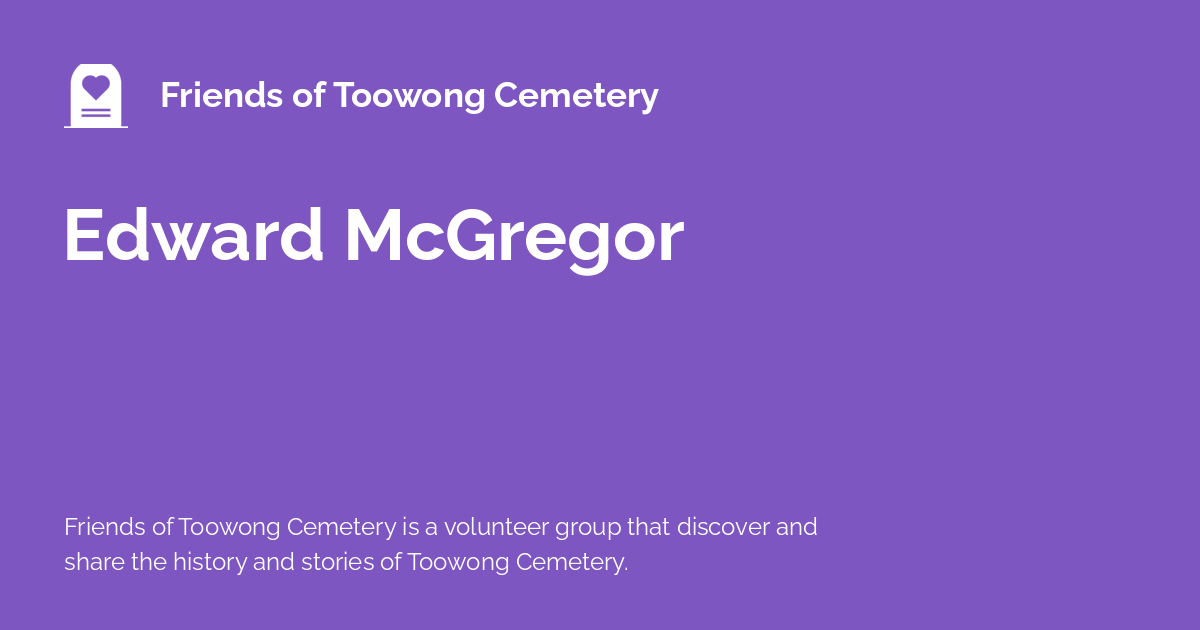 Friends of Toowong Cemetery
Edward McGregor
Friends of Toowong Cemetery is a volunteer group that discover and
share the history and stories of Toowong Cemetery.